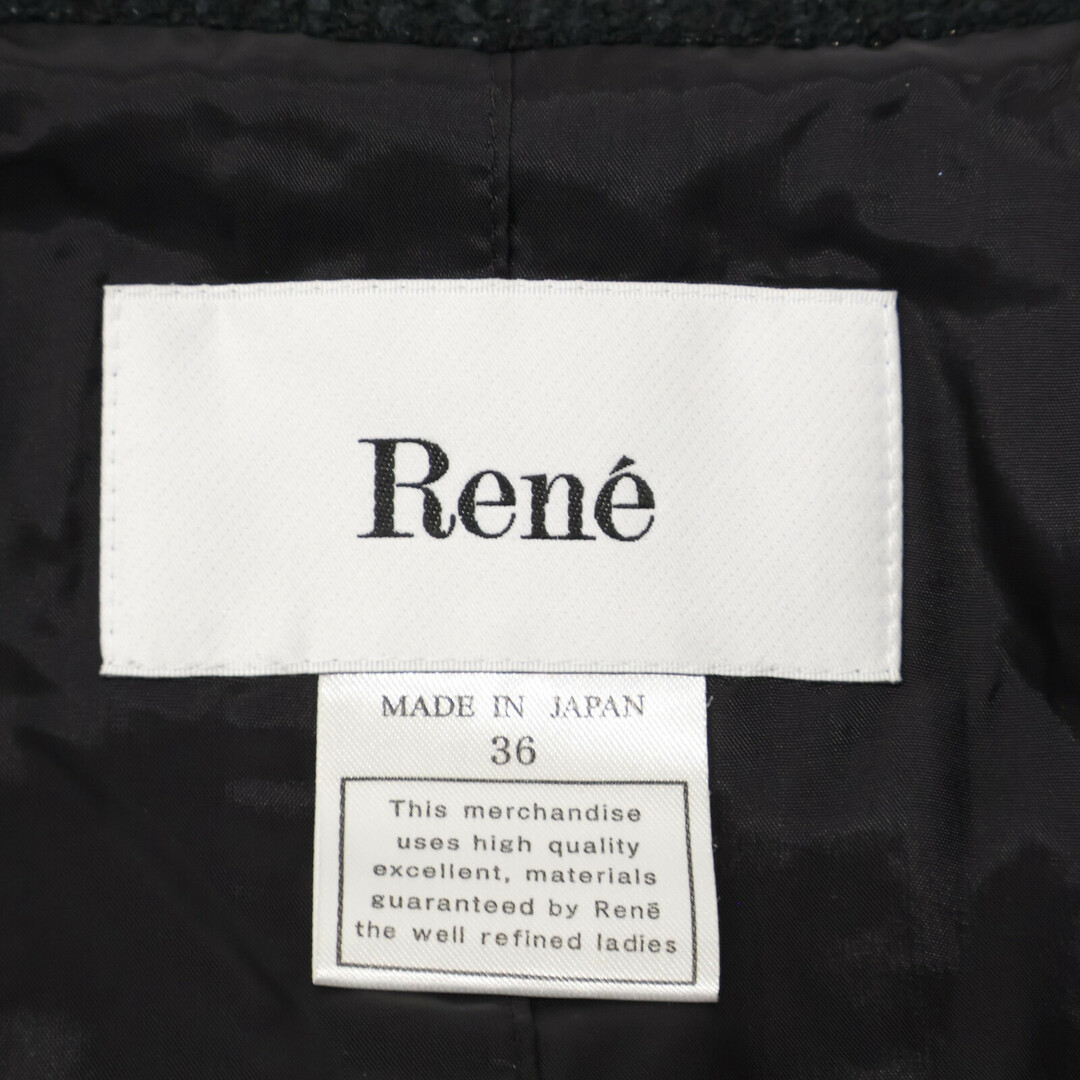 René
MADE IN JAPAN
36
This merchandise
uses high quality
excellent, materials
guaranteed by Renē
the well refined ladies